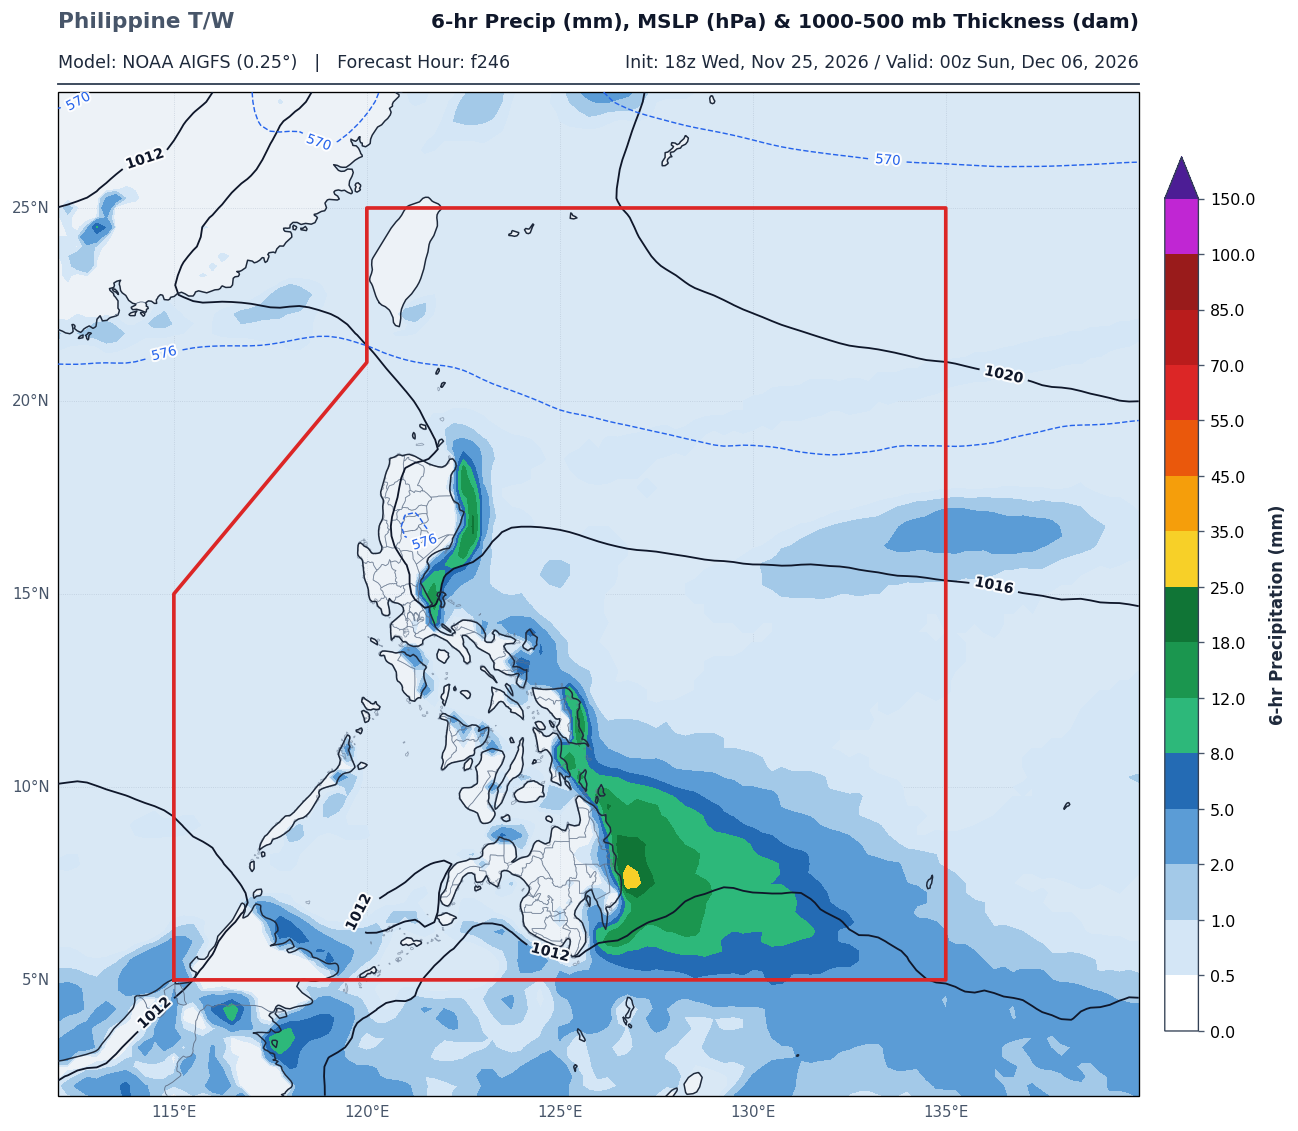 Philippine T/W
6-hr Precip (mm), MSLP (hPa) & 1000-500 mb Thickness (dam)
Model: NOAA AIGFS (0.25°) | Forecast Hour: f246
Init: 18z Wed, Nov 25, 2026 / Valid: 00z Sun, Dec 06, 2026
570
1012
570
570
25°N
1020
576
20°N
576
1016
15°N
10°N
1012
1012
5°N
1012
115°E
120°E
125°E
130°E
135°E
150.0
100.0
85.0
70.0
55.0
45.0
35.0
25.0
18.0
12.0
8.0
5.0
2.0
1.0
0.5
0.0
6-hr Precipitation (mm)